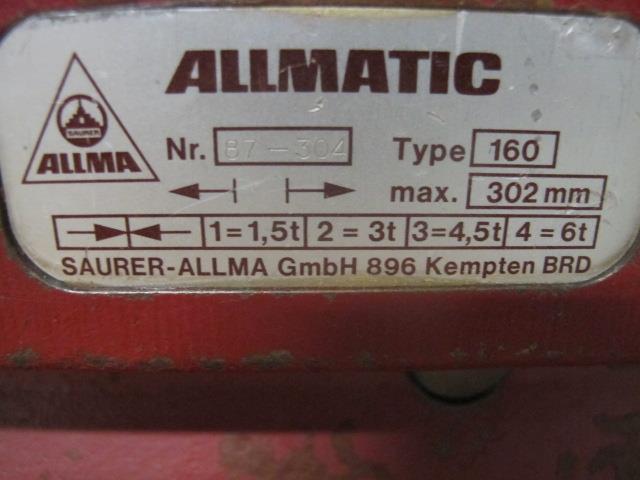 ALLMATIC
SAURER
ALLMA
Nr. 87-304 Type 160
max. 302 mm
1=1,5t 2=3t 3=4,5t 4=6t
SAURER-ALLMA GmbH 896 Kempten BRD